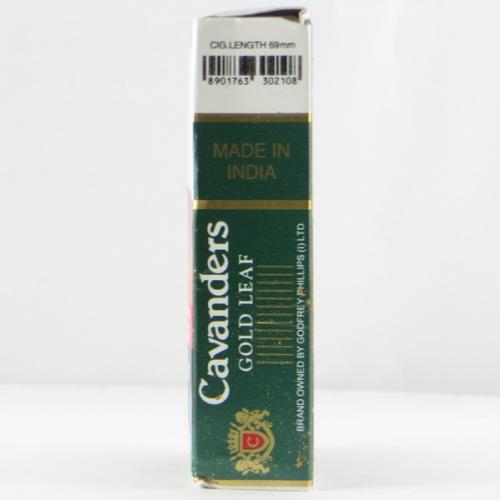 CIG.LENGTH 69mm
8901763 302108
MADE IN
INDIA
Cavanders
GOLD LEAF
BRAND OWNED BY GODFREY PHILLIPS (I) LTD
C